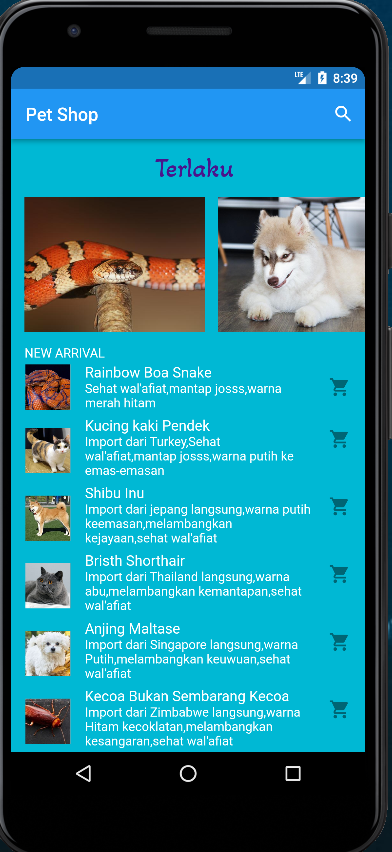 LTE 8:39
Pet Shop
Terlaku
NEW ARRIVAL
Rainbow Boa Snake
Sehat wal'afiat,mantap josss,warna
merah hitam
Kucing kaki Pendek
Import dari Turkey,Sehat
wal'afiat,mantap josss,warna putih ke
emas-emasan
Shibu Inu
Import dari jepang langsung,warna putih
keemasan,melambangkan
kejayaan,sehat wal'afiat
Bristh Shorthair
Import dari Thailand langsung,warna
abu,melambangkan kemantapan,sehat
wal'afiat
Anjing Maltase
Import dari Singapore langsung,warna
Putih,melambangkan keuwuan,sehat
wal'afiat
Kecoa Bukan Sembarang Kecoa
Import dari Zimbabwe langsung,warna
Hitam kecoklatan,melambangkan
kesangaran,sehat wal'afiat